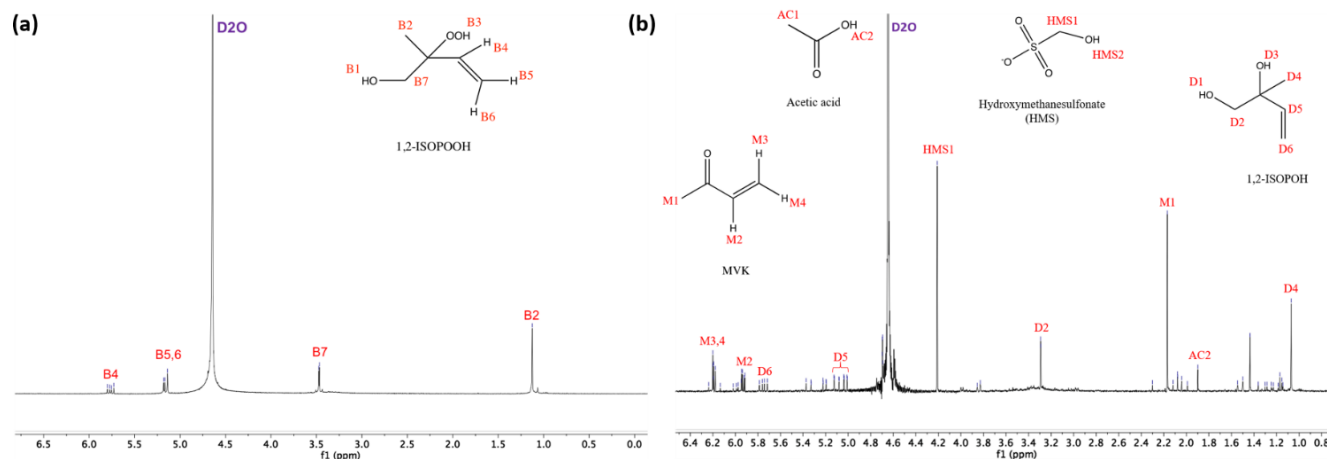 (a)
D2O
B2
B3
OOH
H
B4
B1
HO
B7
H
B5
H
B6
1,2-ISOPOOH
B4
B5,6
B7
B2
6.5 6.0 5.5 5.0 4.5 4.0 3.5 3.0 2.5 2.0 1.5 1.0 0.5 0.0
f1 (ppm)
(b)
AC1
OH
AC2
O
Acetic acid
D2O
O
HMS1
S
OH
-O
O
HMS2
Hydroxymethanesulfonate
(HMS)
D3
OH
D4
D1
HO
D5
D2
D6
1,2-ISOPOH
M3
O
H
M1
H
M4
H
M2
MVK
HMS1
M1
D4
D2
AC2
M3,4
M2
D6
D5
6.4 6.2 6.0 5.8 5.6 5.4 5.2 5.0 4.8 4.6 4.4 4.2 4.0 3.8 3.6 3.4 3.2 3.0 2.8 2.6 2.4 2.2 2.0 1.8 1.6 1.4 1.2 1.0 0.8
f1 (ppm)